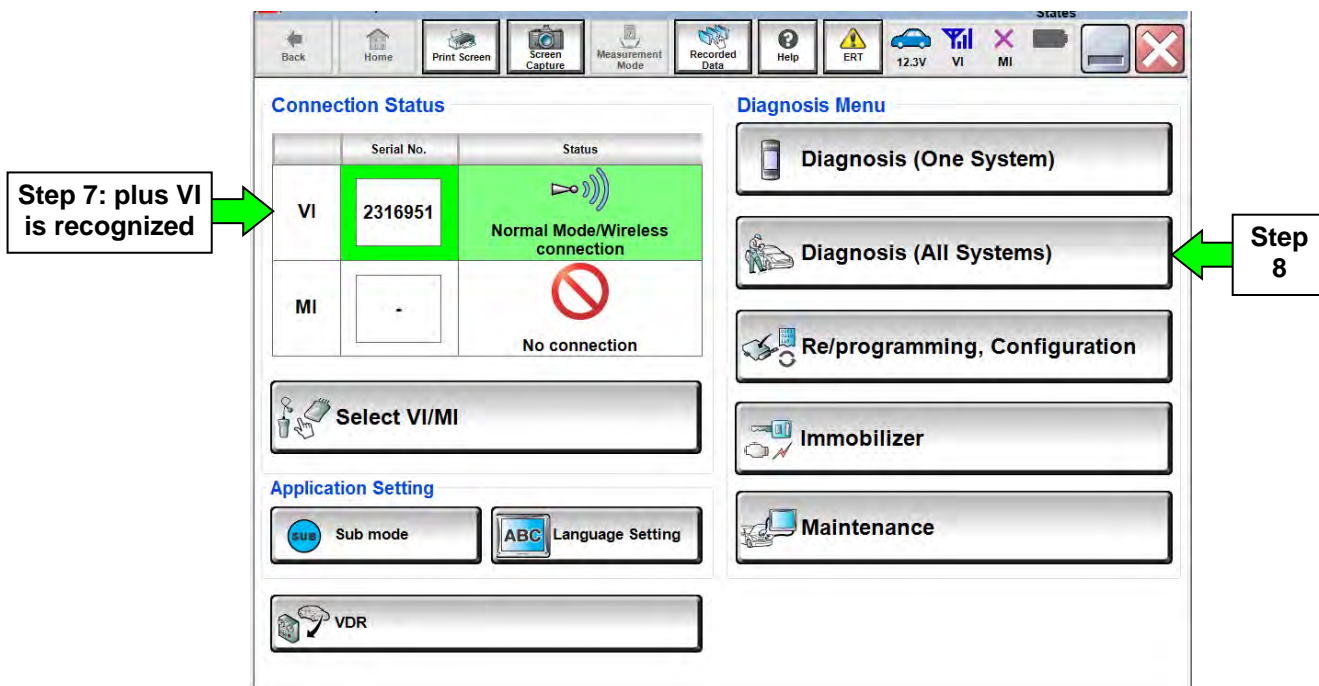 States
Back
Home
Print Screen
Screen
Capture
Measurement
Mode
Recorded
Data
Help
ERT
12.3V
VI
MI
Connection Status
Serial No.
Status
VI
2316951
Normal Mode/Wireless
connection
MI
-
No connection
Select VI/MI
Application Setting
SUB
Sub mode
ABC
Language Setting
VDR
Diagnosis Menu
Diagnosis (One System)
Diagnosis (All Systems)
Re/programming, Configuration
Immobilizer
Maintenance
Step 7: plus VI
is recognized
Step
8